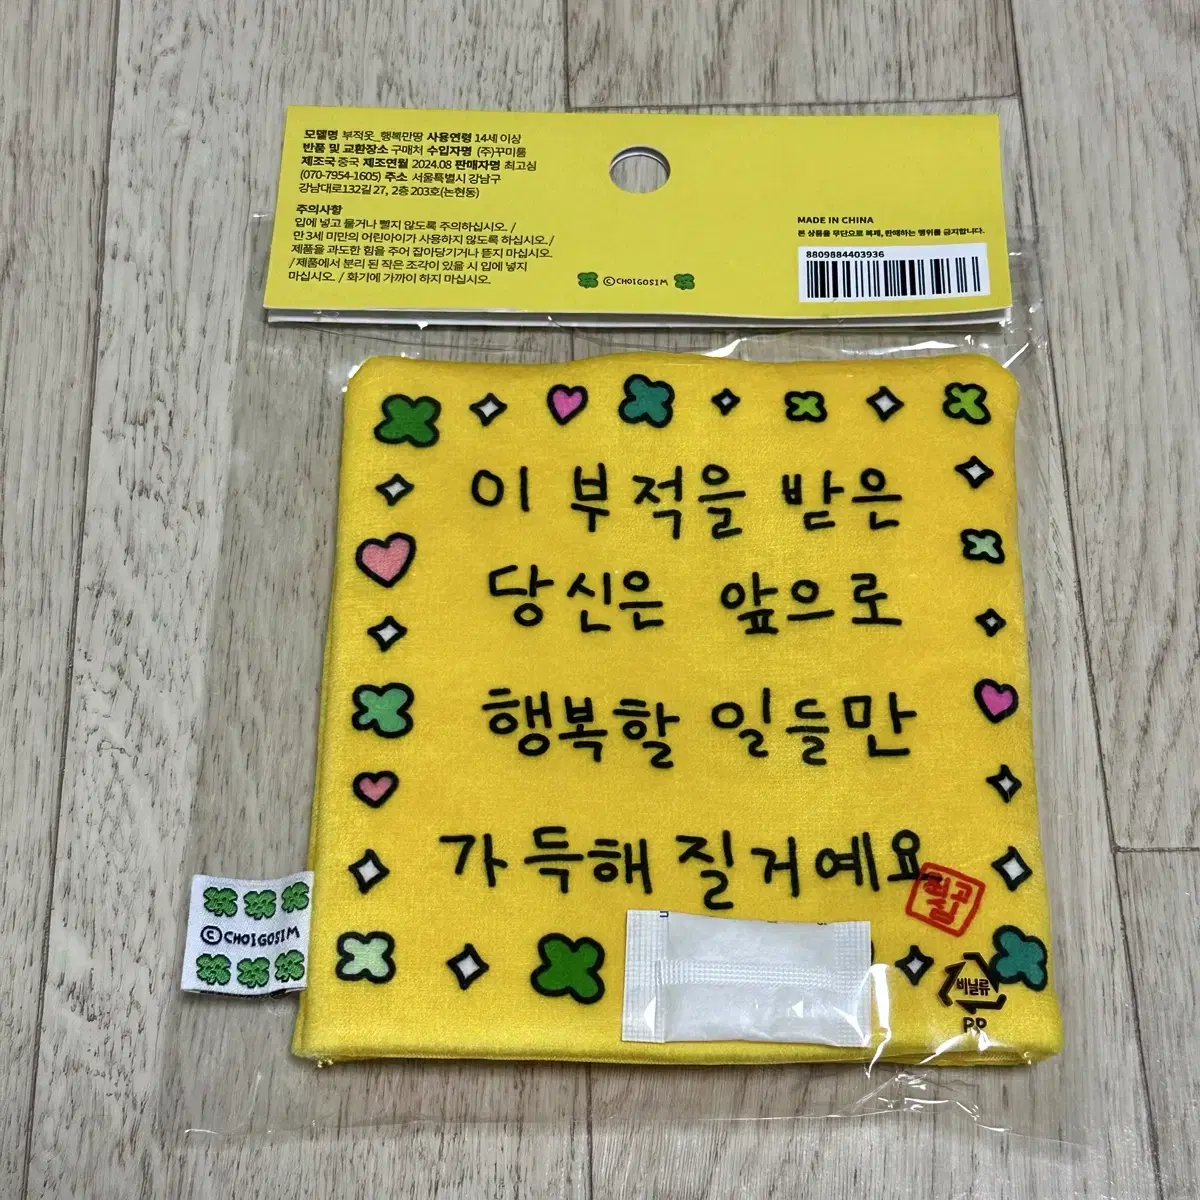 모델명 부적옷_행복만땅 사용연령 14세 이상
반품 및 교환장소 구매처 수입자명 (주)꾸미룸
제조국 중국 제조연월 2024.08 판매자명 최고심
(070-7954-1605) 주소 서울특별시 강남구
강남대로132길 27, 2층 203호(논현동)
주의사항
입에 넣고 물거나 빨지 않도록 주의하십시오. /
만 3세 미만의 어린아이가 사용하지 않도록 하십시오. /
제품을 과도한 힘을 주어 잡아당기거나 뜯지 마십시오.
/제품에서 분리 된 작은 조각이 있을 시 입에 넣지
마십시오. / 화기에 가까이 하지 마십시오.
©CHOIGOSIM
MADE IN CHINA
본 상품을 무단으로 복제, 판매하는 행위를 금지합니다.
8809884403936
이 부적을 받은
당신은 앞으로
행복할 일들만
가득해질거예요
최고심
©CHOIGOSIM
비닐류
PP